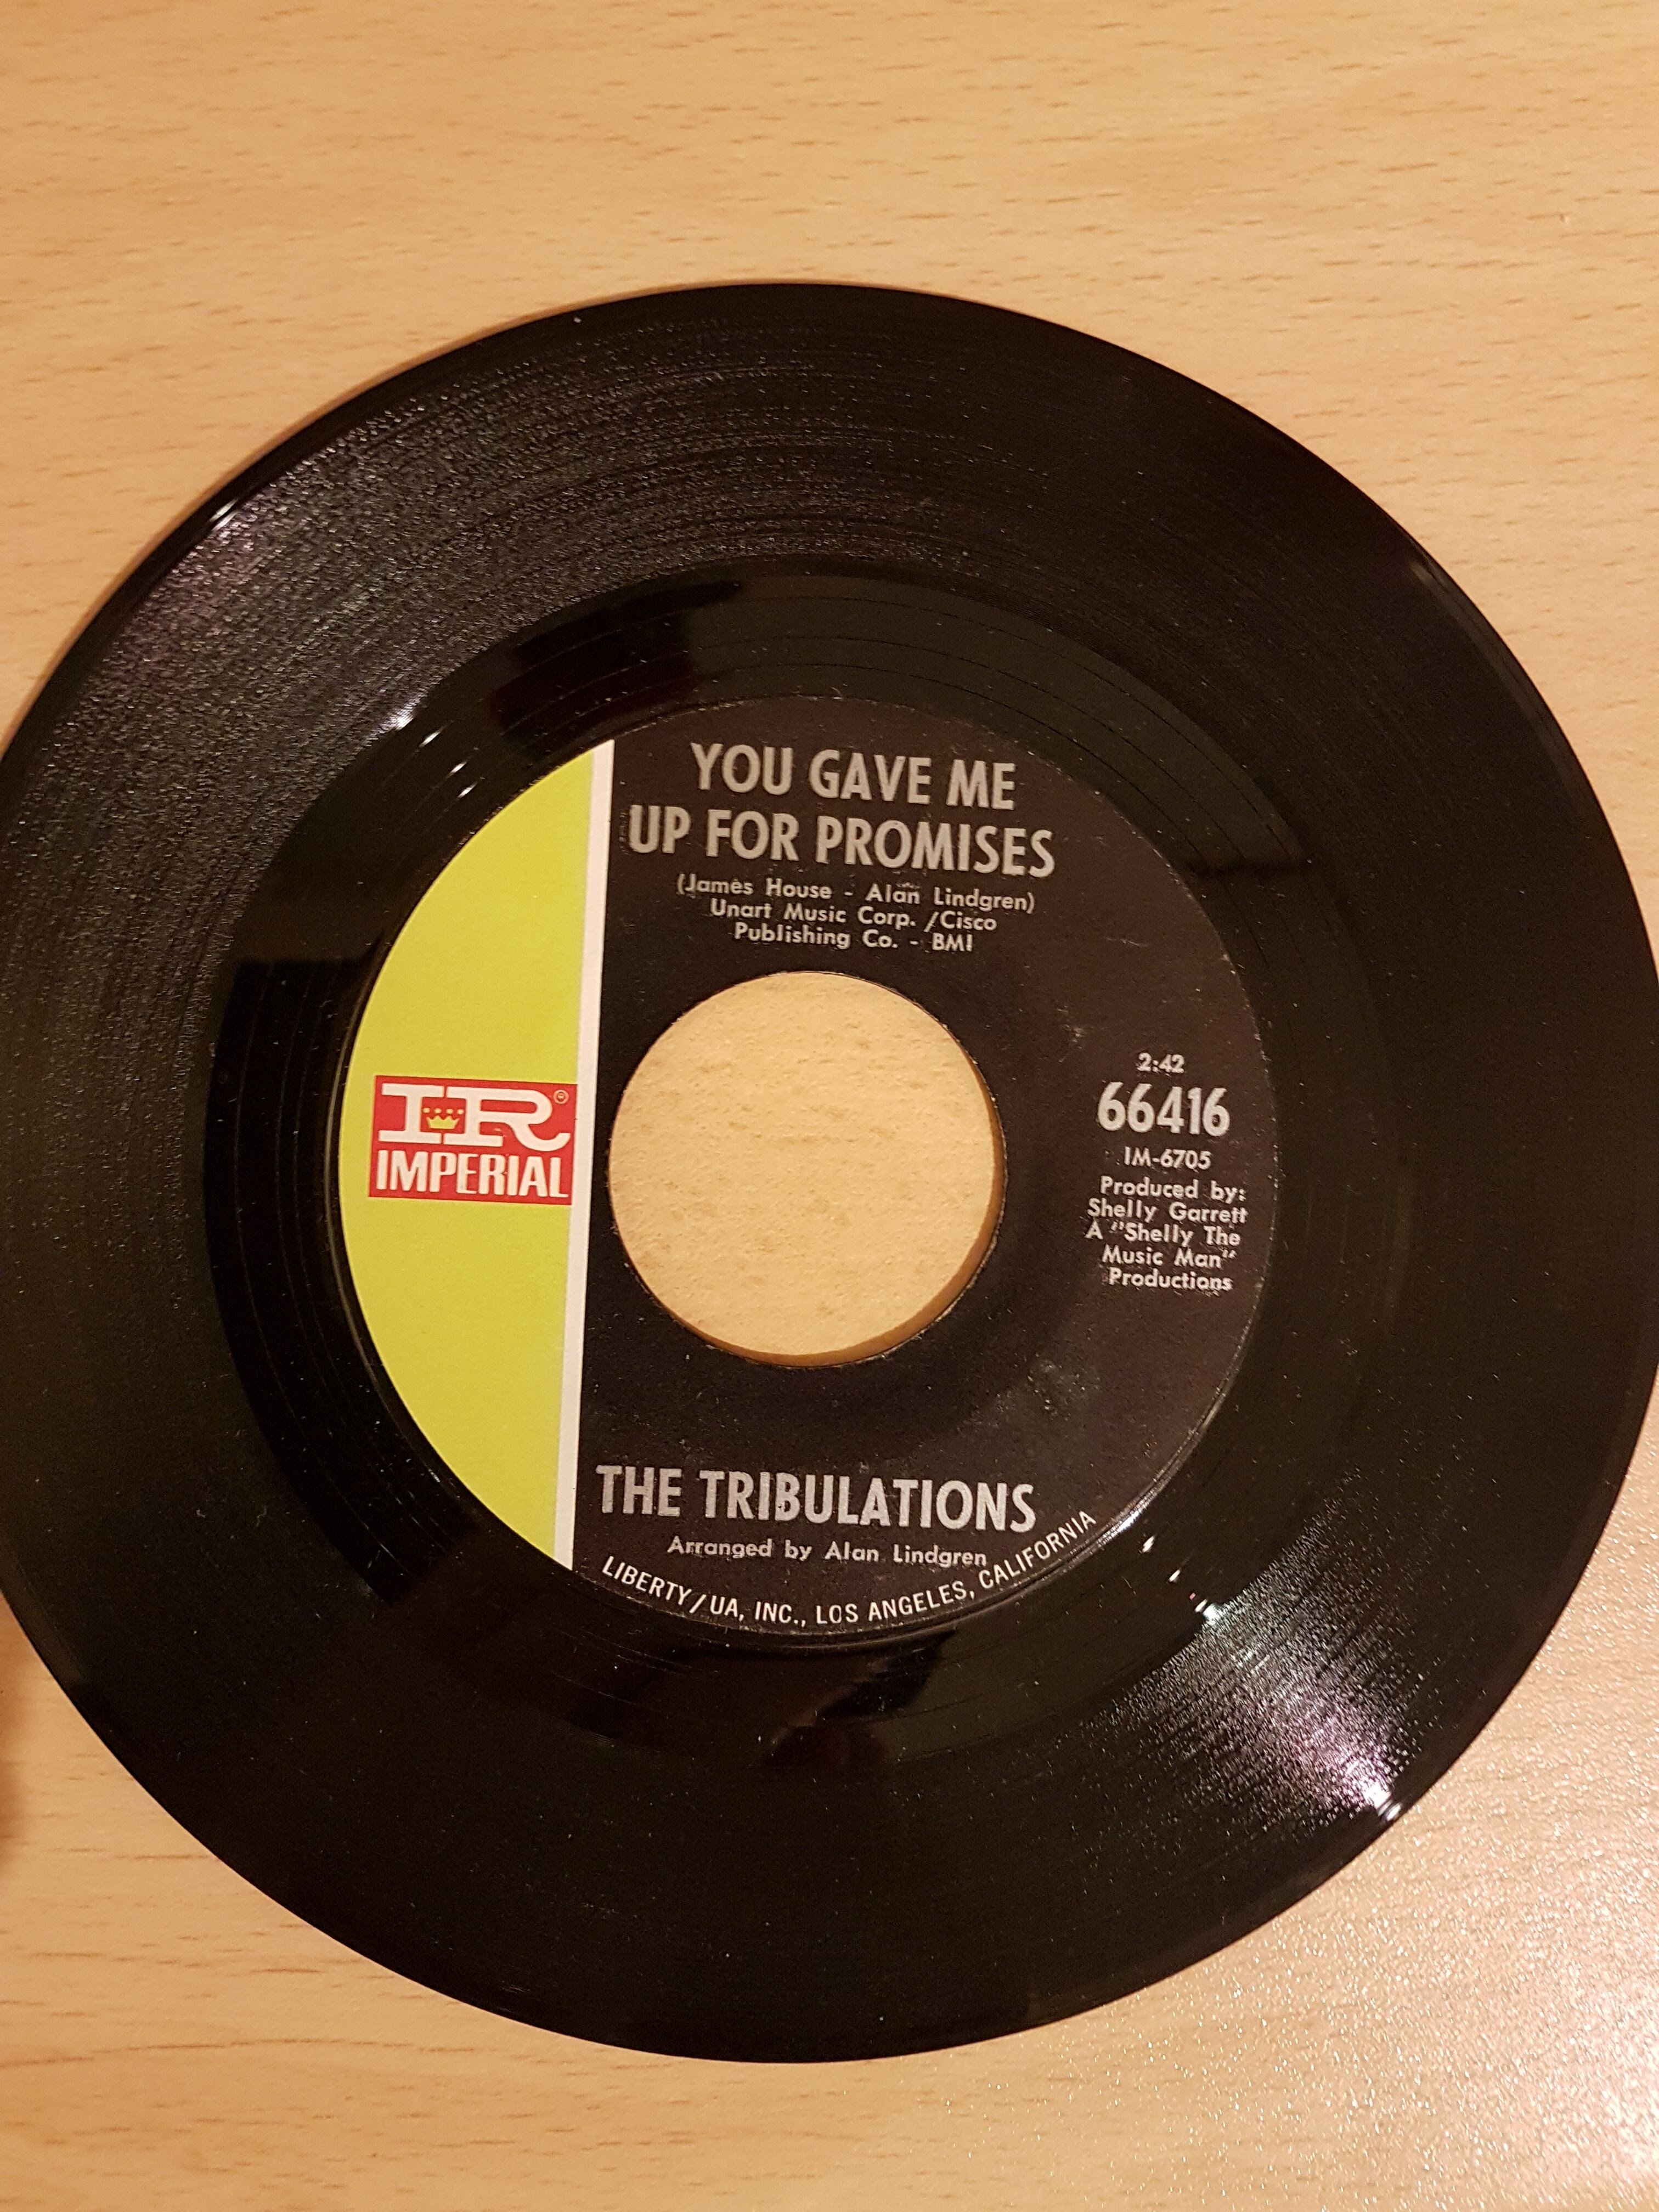 YOU GAVE ME
UP FOR PROMISES
(James House - Alan Lindgren)
Unart Music Corp. /Cisco
Publishing Co. - BMI
IR®
IMPERIAL
2:42
66416
IM-6705
Produced by:
Shelly Garrett
A "Shelly The
Music Man"
Productions
THE TRIBULATIONS
Arranged by Alan Lindgren
LIBERTY/UA, INC., LOS ANGELES, CALIFORNIA